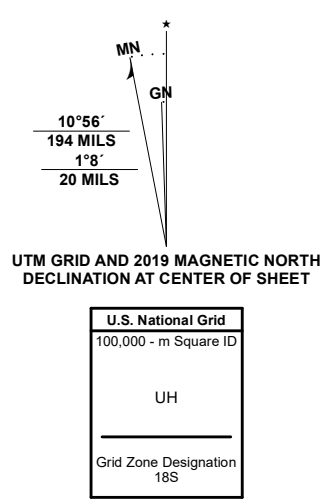 ★
MN
GN
10°56´
194 MILS
1°8´
20 MILS
UTM GRID AND 2019 MAGNETIC NORTH
DECLINATION AT CENTER OF SHEET
U.S. National Grid
100,000 - m Square ID
UH
Grid Zone Designation
18S